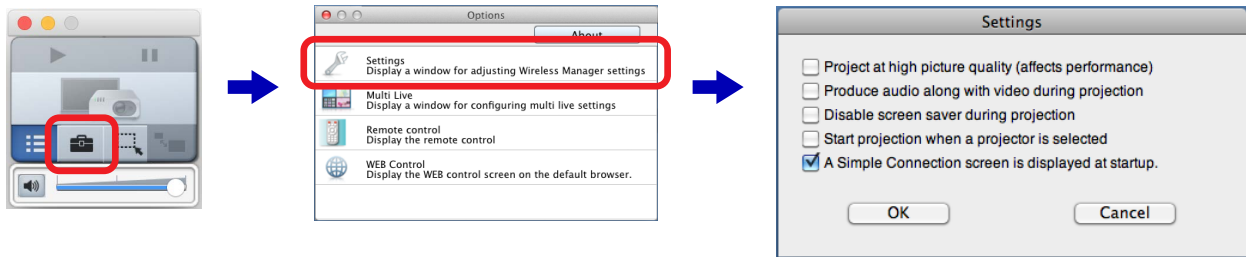 Options
About
Settings
Display a window for adjusting Wireless Manager settings
Multi Live
Display a window for configuring multi live settings
Remote control
Display the remote control
WEB Control
Display the WEB control screen on the default browser.
Settings
Project at high picture quality (affects performance)
Produce audio along with video during projection
Disable screen saver during projection
Start projection when a projector is selected
A Simple Connection screen is displayed at startup.
OK
Cancel